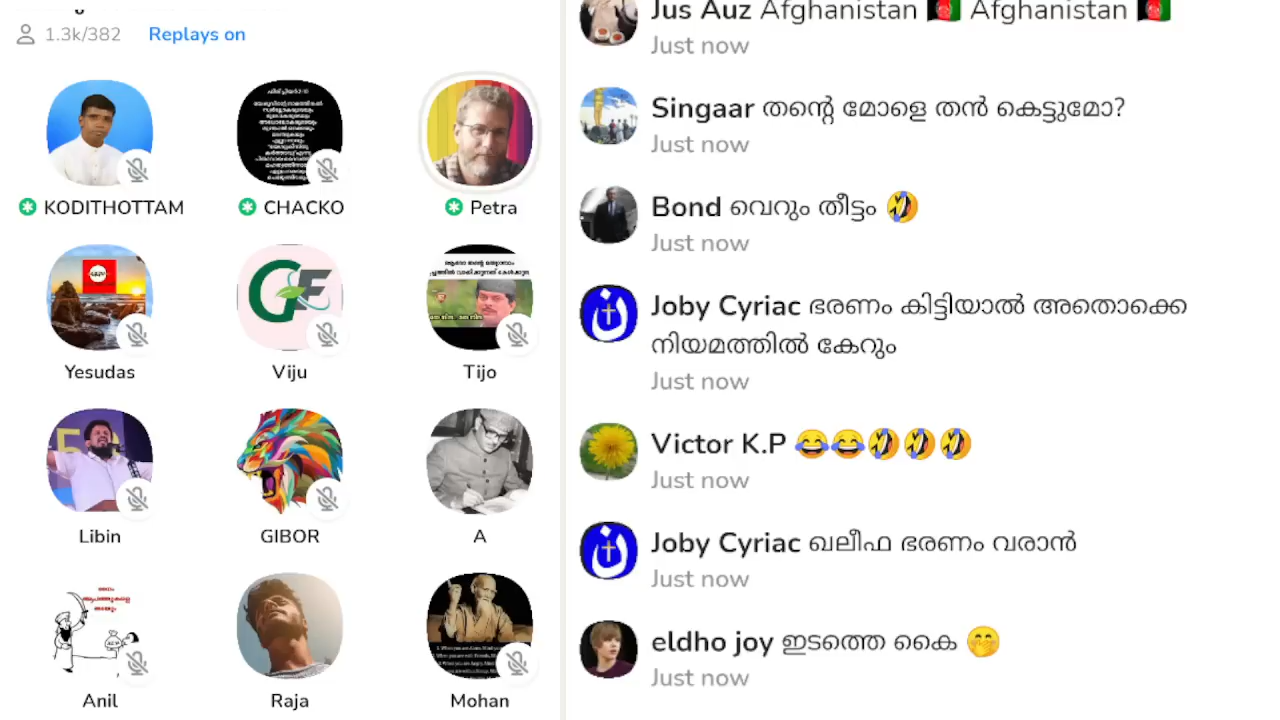 1.3k/382 Replays on
KODITHOTTAM CHACKO Petra
Yesudas Viju Tijo
Libin GIBOR A
Anil Raja Mohan
Jus Auz Afghanistan 🇦🇫 Afghanistan 🇦🇫
Just now
Singaar തന്റെ മോളെ തൻ കെട്ടുമോ?
Just now
Bond വെറും തീട്ടം 🤣
Just now
Joby Cyriac ഭരണം കിട്ടിയാൽ അതൊക്കെ
നിയമത്തിൽ കേറും
Just now
Victor K.P 😂😂🤣🤣🤣
Just now
Joby Cyriac ഖലീഫ ഭരണം വരാൻ
Just now
eldho joy ഇടത്തെ കൈ 🤭
Just now